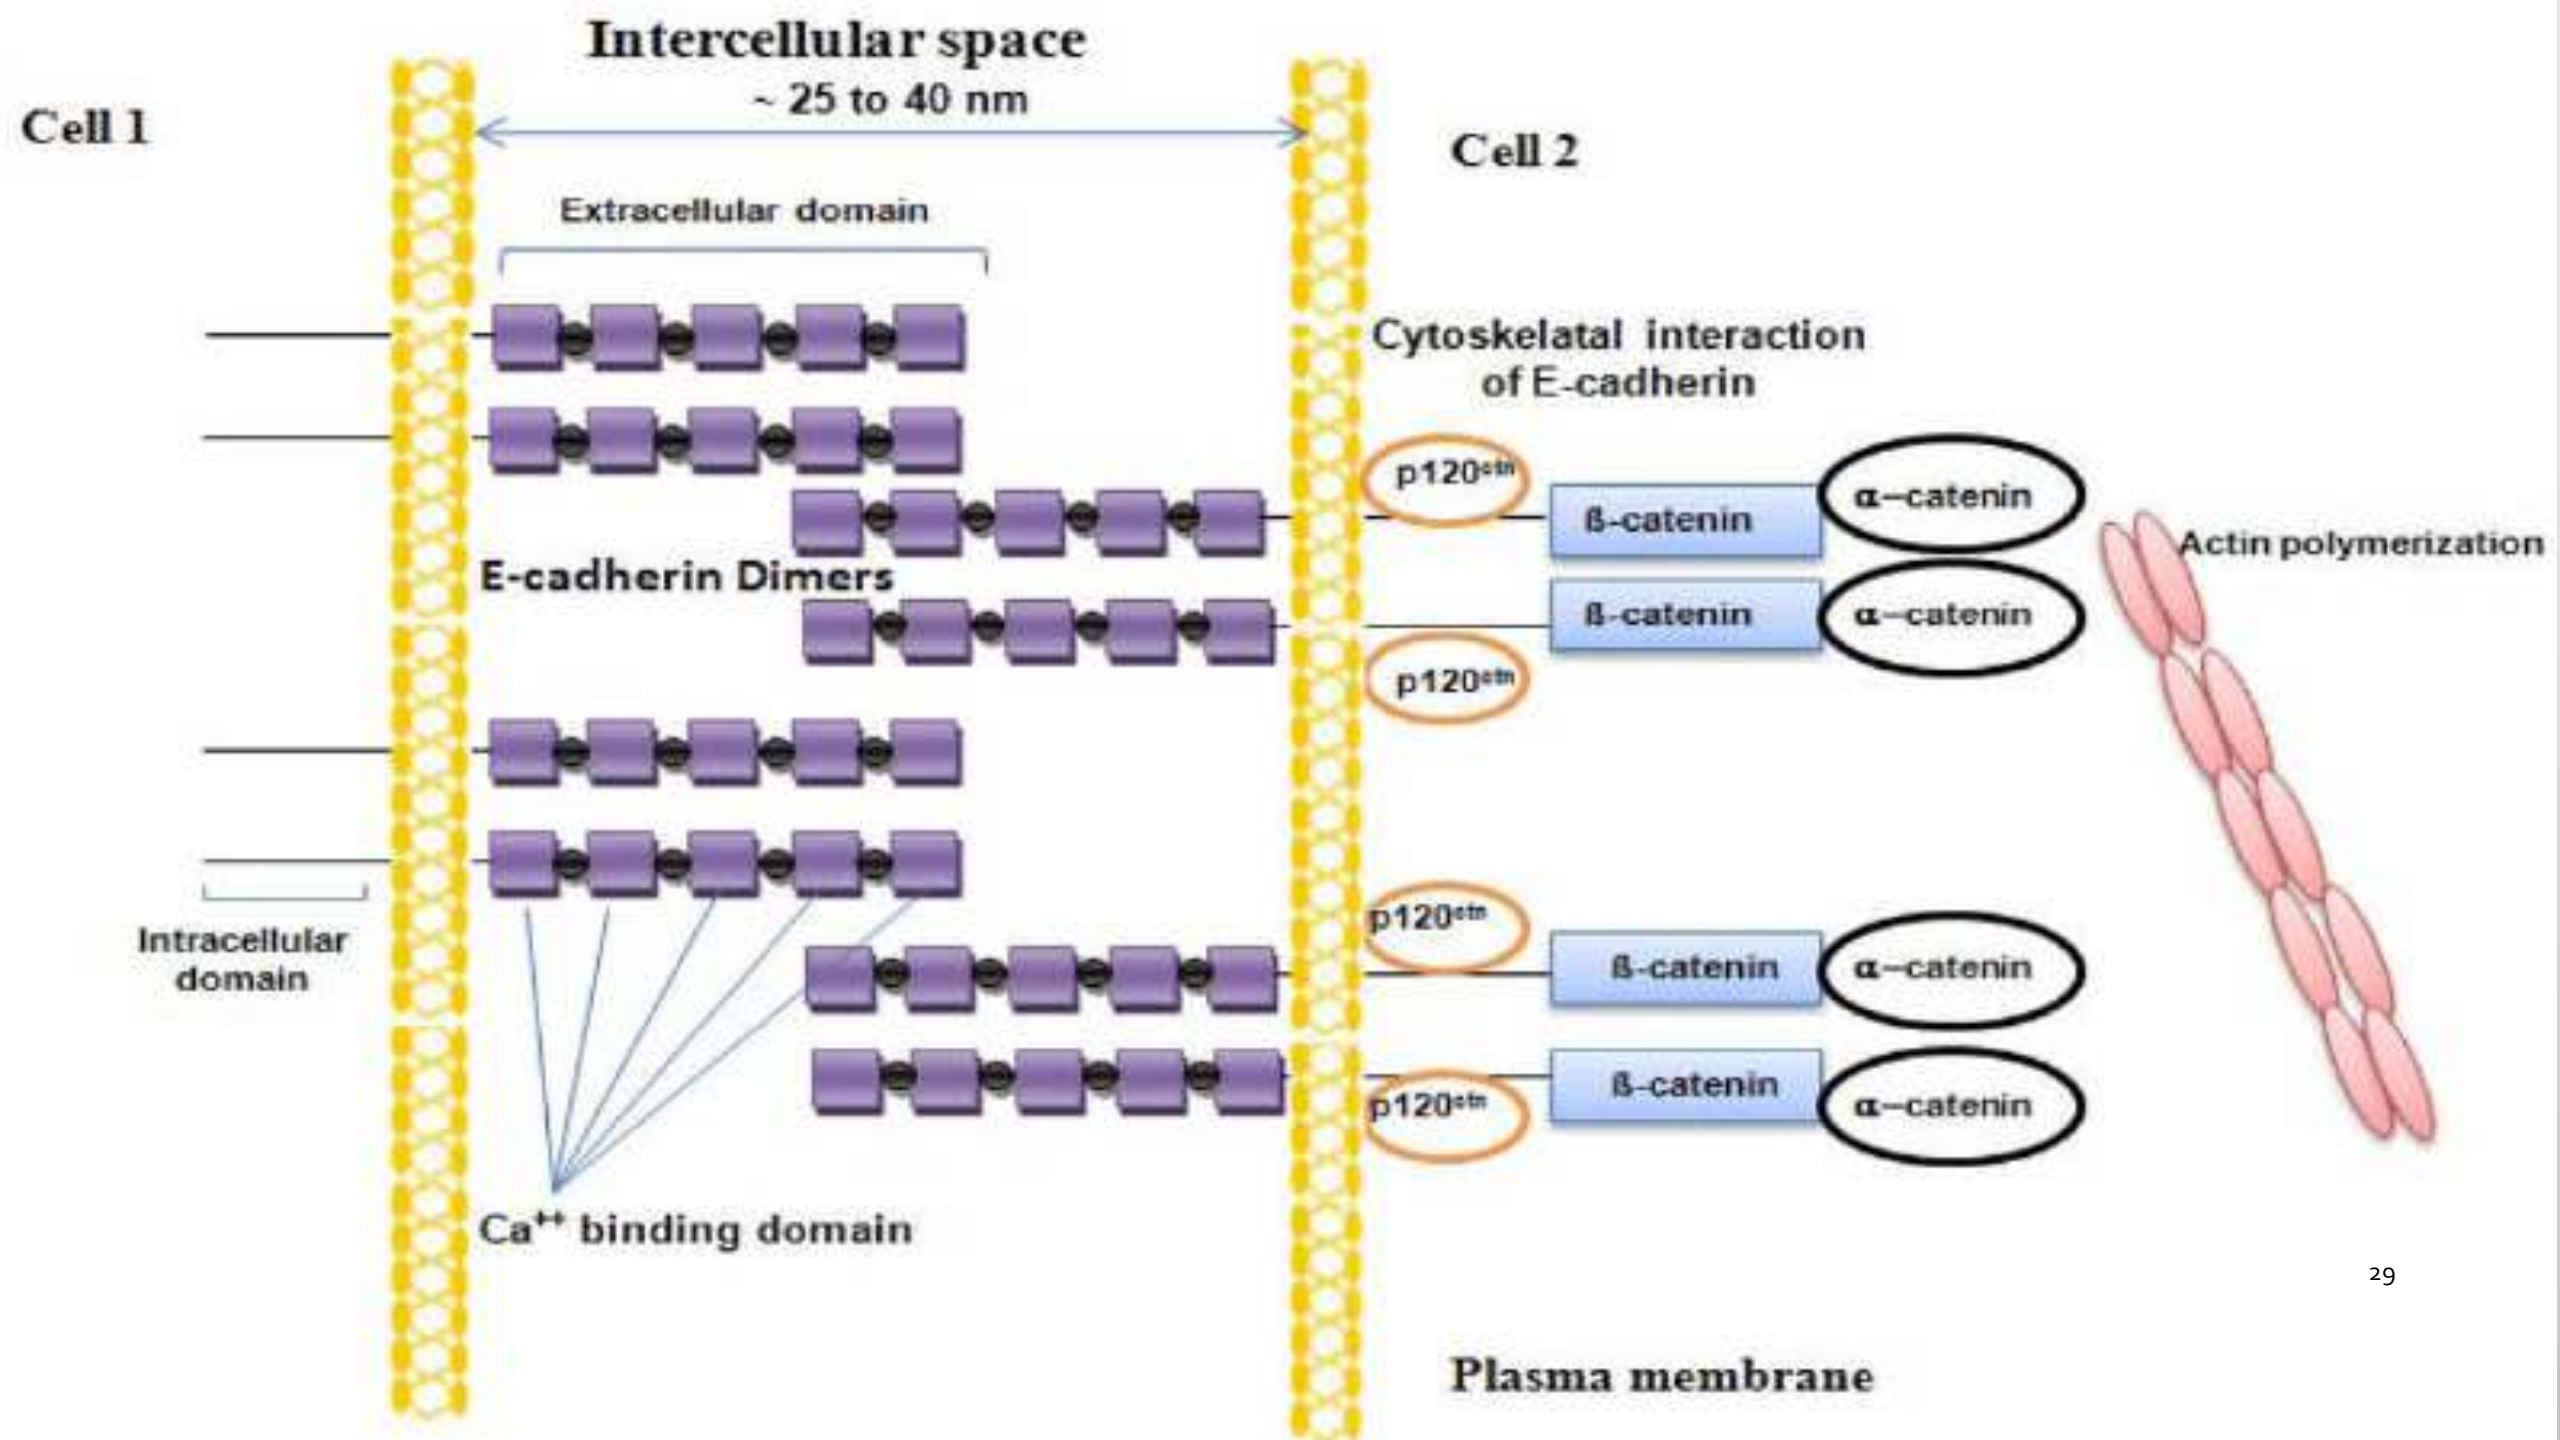 Intercellular space
~ 25 to 40 nm
Cell 1
Cell 2
Extracellular domain
Cytoskelatal interaction
of E-cadherin
p120ctn
ß-catenin
α–catenin
Actin polymerization
E-cadherin Dimers
ß-catenin
α–catenin
p120ctn
p120ctn
Intracellular
domain
ß-catenin
α–catenin
ß-catenin
α–catenin
p120ctn
Ca⁺⁺ binding domain
29
Plasma membrane